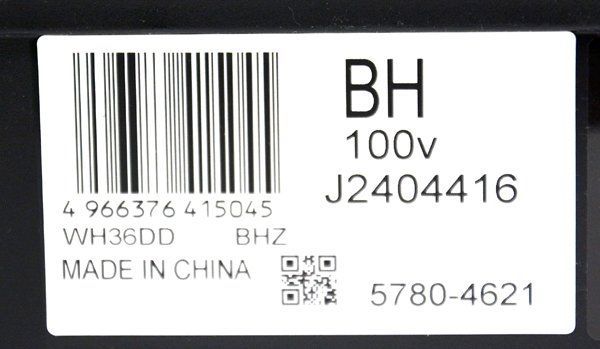 BH
100v
J2404416
4 966376 415045
WH36DD BHZ
MADE IN CHINA
5780-4621